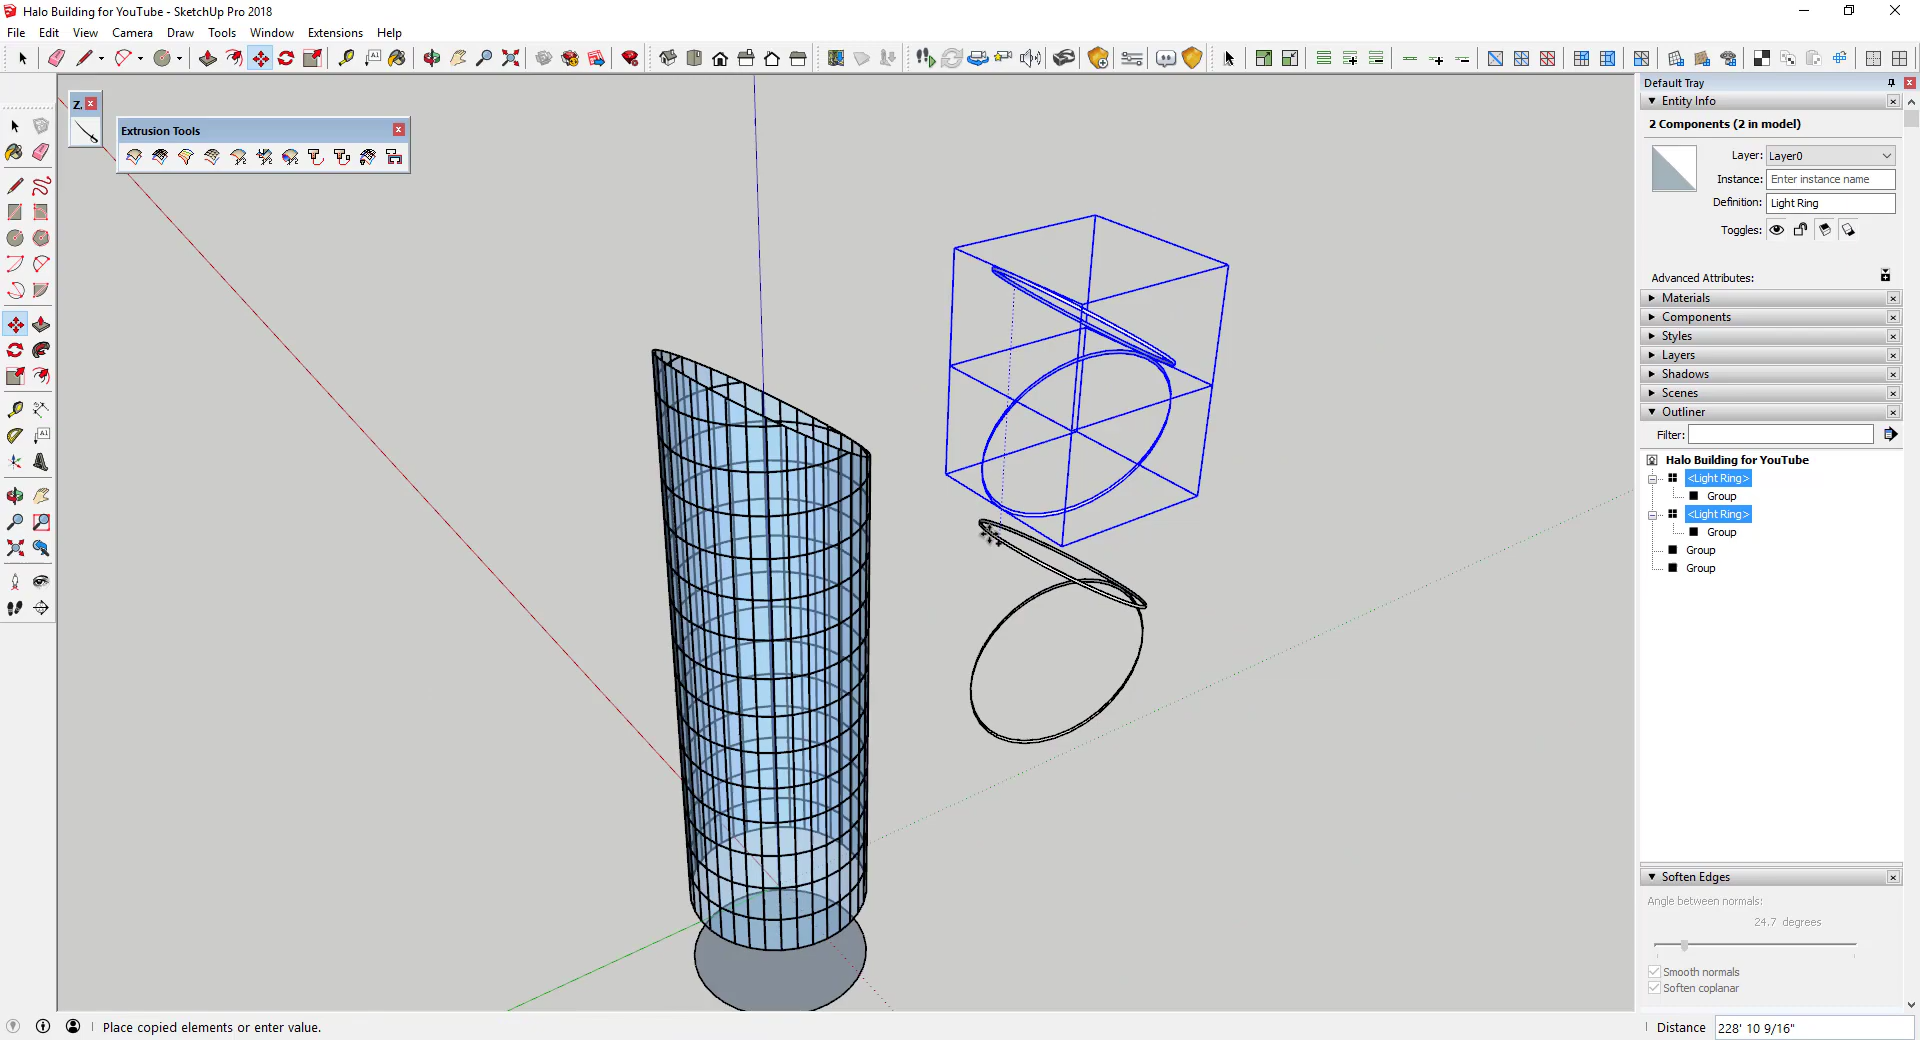 Halo Building for YouTube - SketchUp Pro 2018
File Edit View Camera Draw Tools Window Extensions Help
Default Tray
Entity Info
2 Components (2 in model)
Layer: Layer0
Instance: Enter instance name
Definition: Light Ring
Toggles:
Advanced Attributes:
Materials
Components
Styles
Layers
Shadows
Scenes
Outliner
Filter:
Halo Building for YouTube
<Light Ring>
Group
<Light Ring>
Group
Group
Group
Soften Edges
Angle between normals:
24.7 degrees
Smooth normals
Soften coplanar
Z.
Extrusion Tools
Place copied elements or enter value.
Distance 228' 10 9/16"